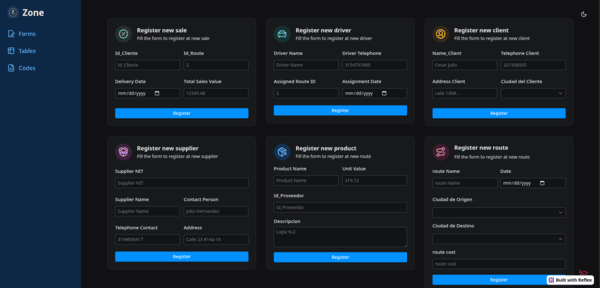 Zone
Forms
Tables
Codes
Register new sale
Fill the form to register at new sale
Id_Cliente Id_Route
Id_Cliente 2
Delivery Date Total Sales Value
mm/dd/yyyy 12345.48
Register
Register new driver
Fill the form to register at new driver
Driver Name Driver Telephone
Driver Name 3154797485
Assigned Route ID Assignment Date
2 mm/dd/yyyy
Register
Register new client
Fill the form to register at new client
Name_Client Telephone Client
Cesar Julio
Address Client Ciudad del Cliente
calle 130#...
Register
Register new supplier
Fill the form to register at new supplier
Supplier NIT
Supplier NIT
Supplier Name Contact Person
Supplier Name Julio Hernandez
Telephone Contact Address
Calle 23 #14a-16
Register
Register new product
Fill the form to register at new route
Product Name Unit Value
Product Name
Id_Proveedor
Id_Proveedor
Descripcion
Lapiz N.2
Register
Register new route
Fill the form to register at new route
route Name Date
route Name mm/dd/yyyy
Ciudad de Origen
Ciudad de Destino
route cost
route cost
Register
Built with Reflex